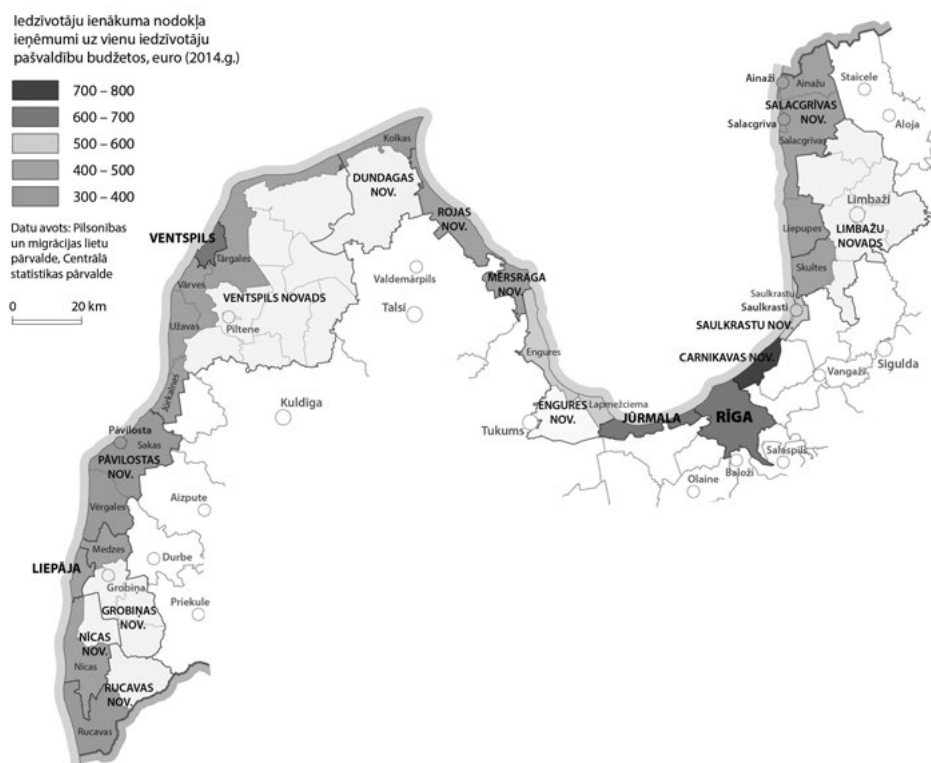 Iedzīvotāju ienākuma nodokļa
ieņēmumi uz vienu iedzīvotāju
pašvaldību budžetos, euro (2014.g.)
700 – 800
600 – 700
500 – 600
400 – 500
300 – 400
Datu avots: Pilsonības
un migrācijas lietu
pārvalde, Centrālā
statistikas pārvalde
0 20 km
Ainaži
Ainažu
Staicele
SALACGRĪVAS
NOV.
Salacgrīva
Aloja
Salacgrīvas
Kolkas
DUNDAGAS
NOV.
ROJAS
NOV.
Limbaži
LIMBAŽU
NOVADS
Liepupes
Skultes
VENTSPILS
Tārgales
Valdemārpils
MĒRSRAGA
NOV.
Vārves
VENTSPILS NOVADS
Talsi
Piltene
Užavas
Saulkrastu
Saulkrasti
SAULKRASTU NOV.
CARNIKAVAS NOV.
Engures
Sigulda
Vangaži
Jūrkalnes
Kuldīga
ENGURES
NOV.
Lapmežciema
JŪRMALA
RĪGA
Tukums
Pāvilosta
Sakas
PĀVILOSTAS
NOV.
Salaspils
Baloži
Olaine
Aizpute
Vērgales
Medzes
Durbe
LIEPĀJA
Grobiņa
Priekule
GROBIŅAS
NOV.
NĪCAS
NOV.
Nīcas
RUCAVAS
NOV.
Rucavas